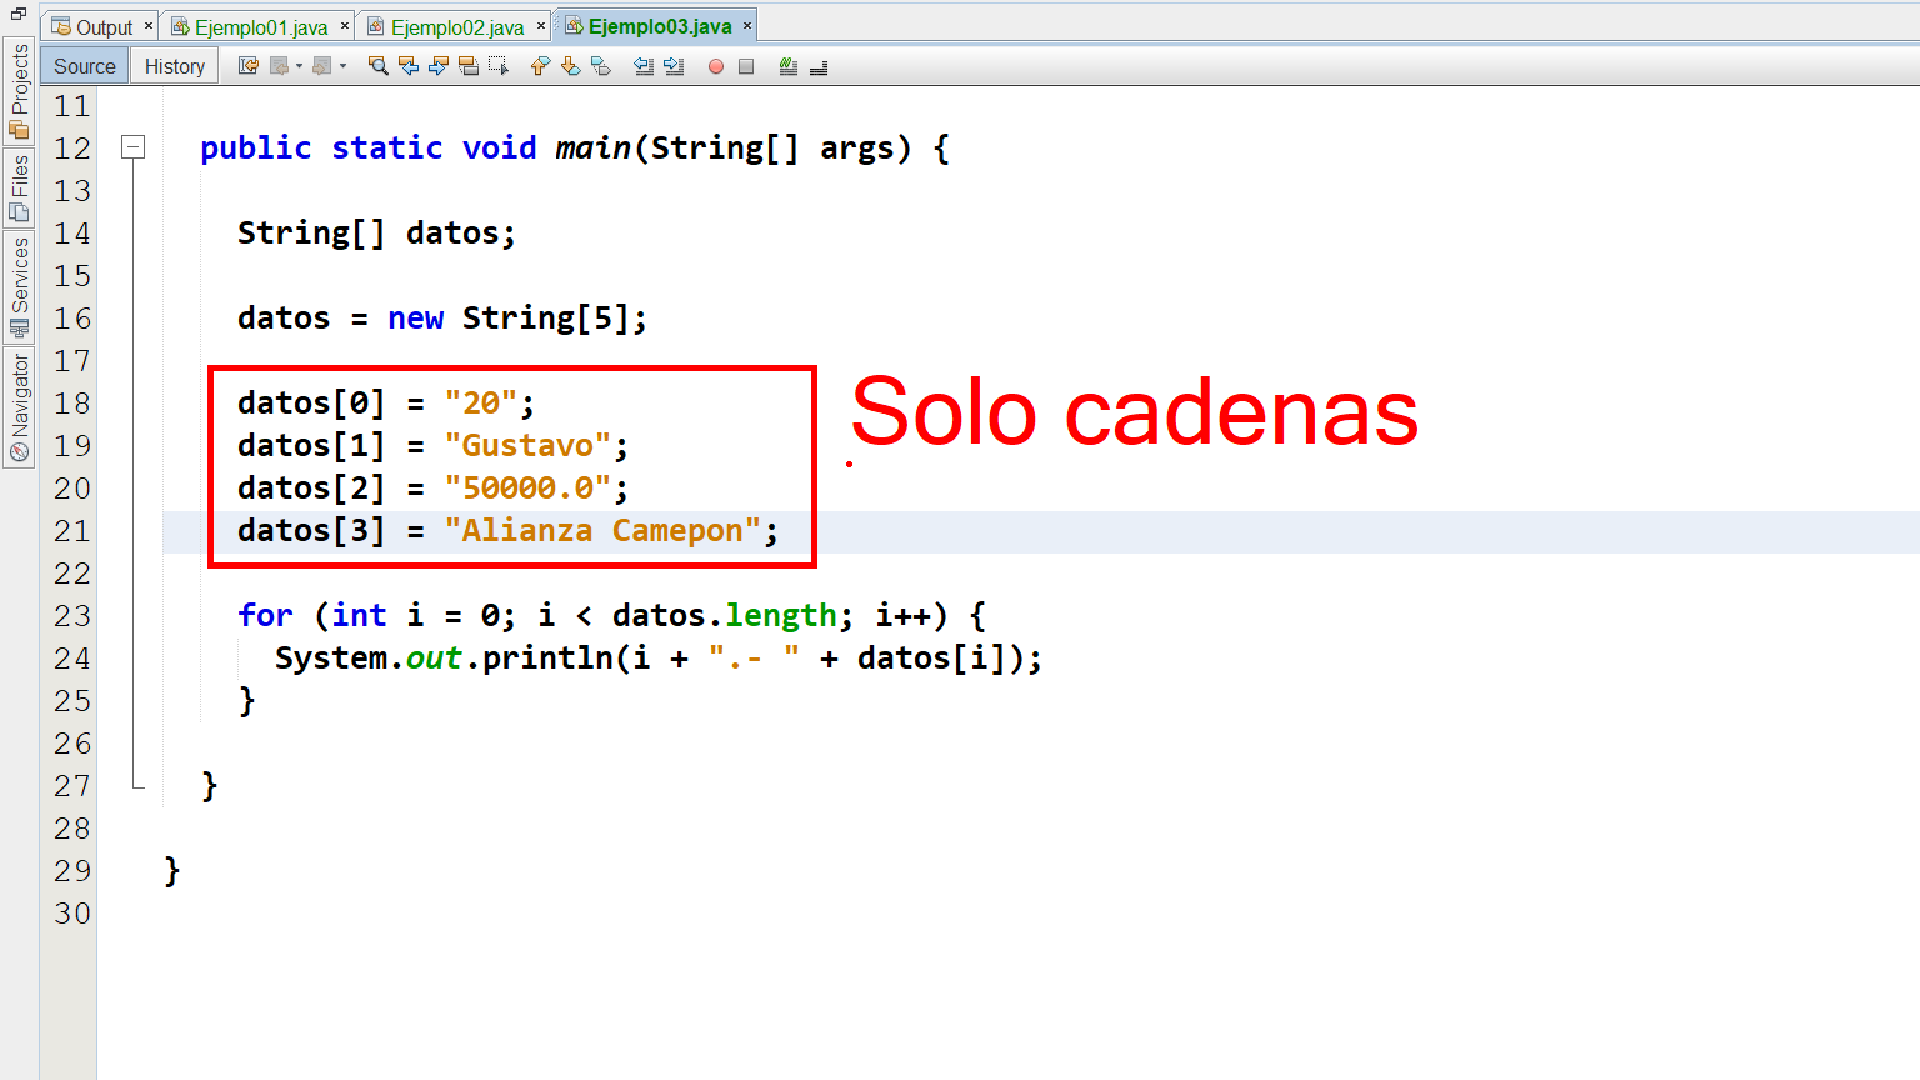 Output
Ejemplo01.java
Ejemplo02.java
Ejemplo03.java
Source
History
Projects
Files
Services
Navigator
11
12 public static void main(String[] args) {
13
14 String[] datos;
15
16 datos = new String[5];
17
18 datos[0] = "20";
19 datos[1] = "Gustavo";
20 datos[2] = "50000.0";
21 datos[3] = "Alianza Camepon";
Solo cadenas
22
23 for (int i = 0; i < datos.length; i++) {
24 System.out.println(i + ".- " + datos[i]);
25 }
26
27 }
28
29 }
30